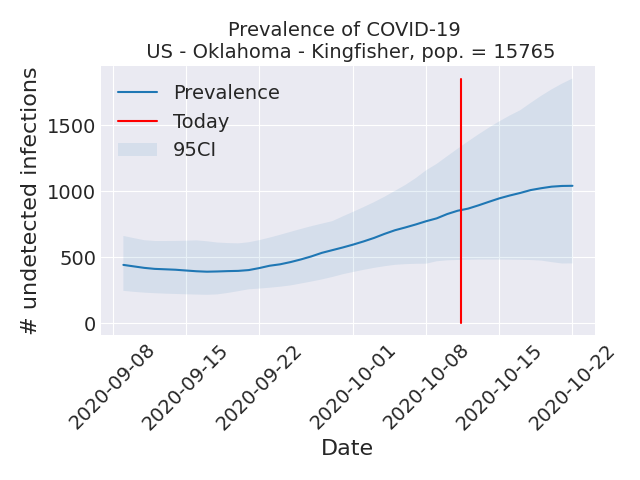 Prevalence of COVID-19
US - Oklahoma - Kingfisher, pop. = 15765
# undetected infections
1500
1000
500
0
Prevalence
Today
95CI
2020-09-08
2020-09-15
2020-09-22
2020-10-01
2020-10-08
2020-10-15
2020-10-22
Date